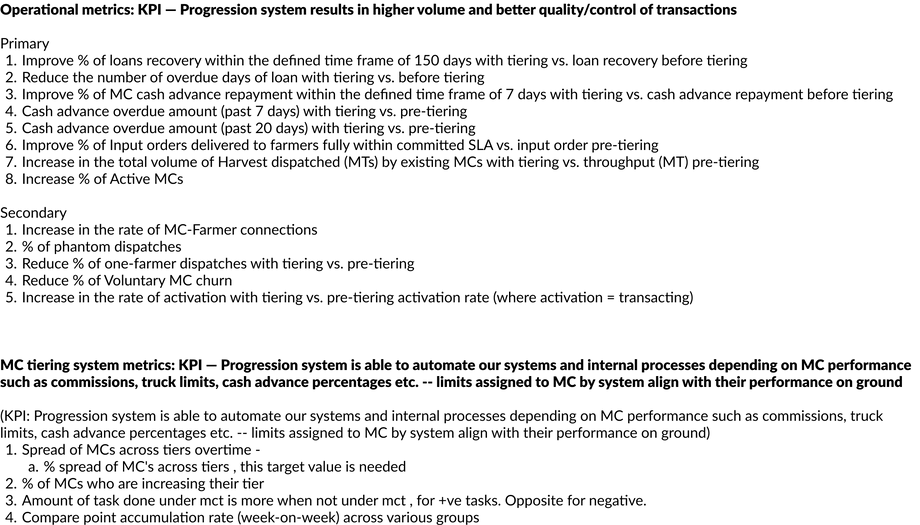 Operational metrics: KPI — Progression system results in higher volume and better quality/control of transactions
Primary
1. Improve % of loans recovery within the defined time frame of 150 days with tiering vs. loan recovery before tiering
2. Reduce the number of overdue days of loan with tiering vs. before tiering
3. Improve % of MC cash advance repayment within the defined time frame of 7 days with tiering vs. cash advance repayment before tiering
4. Cash advance overdue amount (past 7 days) with tiering vs. pre-tiering
5. Cash advance overdue amount (past 20 days) with tiering vs. pre-tiering
6. Improve % of Input orders delivered to farmers fully within committed SLA vs. input order pre-tiering
7. Increase in the total volume of Harvest dispatched (MTs) by existing MCs with tiering vs. throughput (MT) pre-tiering
8. Increase % of Active MCs
Secondary
1. Increase in the rate of MC-Farmer connections
2. % of phantom dispatches
3. Reduce % of one-farmer dispatches with tiering vs. pre-tiering
4. Reduce % of Voluntary MC churn
5. Increase in the rate of activation with tiering vs. pre-tiering activation rate (where activation = transacting)
MC tiering system metrics: KPI — Progression system is able to automate our systems and internal processes depending on MC performance
such as commissions, truck limits, cash advance percentages etc. -- limits assigned to MC by system align with their performance on ground
(KPI: Progression system is able to automate our systems and internal processes depending on MC performance such as commissions, truck
limits, cash advance percentages etc. -- limits assigned to MC by system align with their performance on ground)
1. Spread of MCs across tiers overtime -
a. % spread of MC's across tiers , this target value is needed
2. % of MCs who are increasing their tier
3. Amount of task done under mct is more when not under mct , for +ve tasks. Opposite for negative.
4. Compare point accumulation rate (week-on-week) across various groups